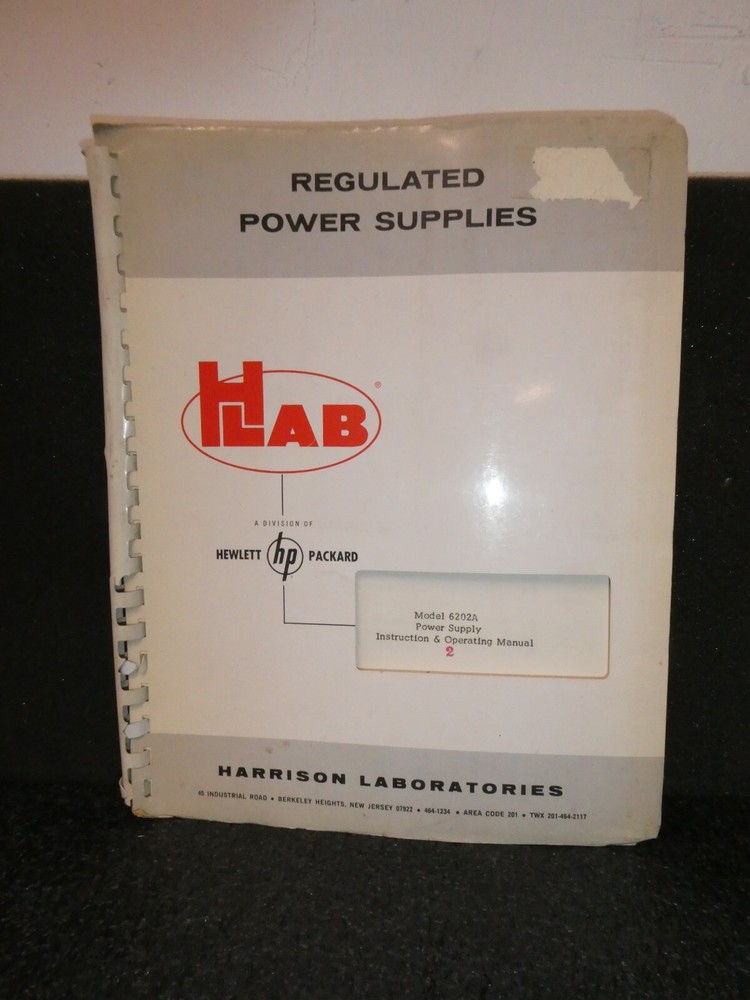 REGULATED
POWER SUPPLIES
HLAB ®
A DIVISION OF
HEWLETT hp PACKARD
Model 6202A
Power Supply
Instruction & Operating Manual
2
HARRISON LABORATORIES
45 INDUSTRIAL ROAD • BERKELEY HEIGHTS, NEW JERSEY 07922 • 464-1234 • AREA CODE 201 • TWX 201-464-2117